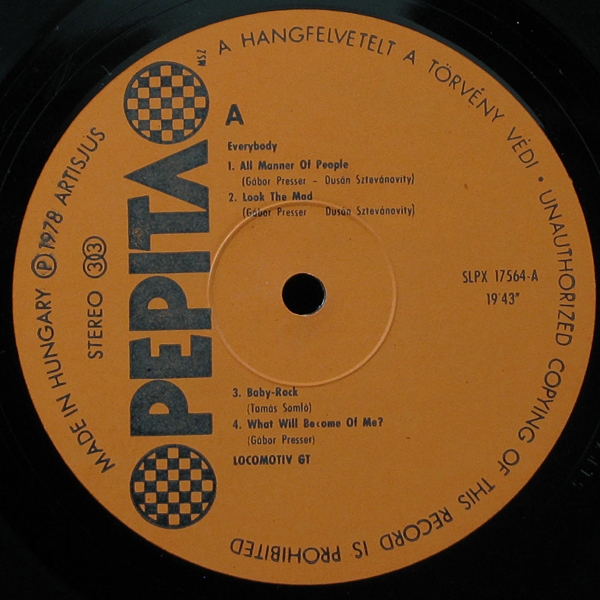 A HANGFELVETELT A TÖRVÉNY VÉDI • UNAUTHORIZED COPYING OF THIS RECORD IS PROHIBITED
MADE IN HUNGARY Ⓟ 1978 ARTISJUS
STEREO 33
PEPITA
MSZ
A
Everybody
1. All Manner Of People
(Gábor Presser – Dusán Sztevánovity)
2. Look The Mad
(Gábor Presser Dusán Sztevánovity)
SLPX 17564-A
19'43"
3. Baby-Rock
(Tamás Somló)
4. What Will Become Of Me?
(Gábor Presser)
LOCOMOTIV GT